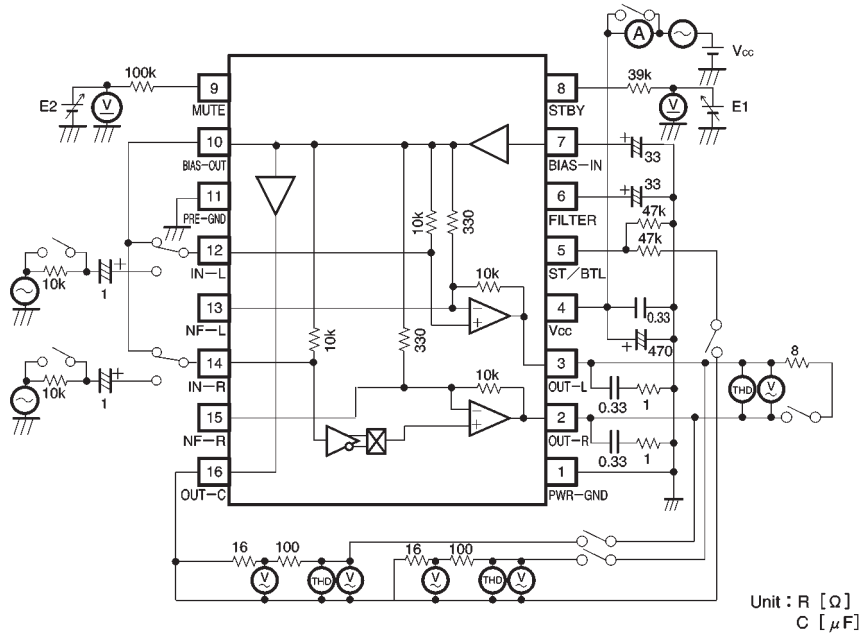 A
Vcc
100k
39k
E2
V
9
MUTE
8
STBY
V
E1
10
BIAS-OUT
7
BIAS-IN
33
11
PRE-GND
6
FILTER
33
10k
330
47k
47k
12
IN-L
5
ST/BTL
10k
1
13
NF-L
10k
4
Vcc
0.33
470
10k
330
14
IN-R
3
OUT-L
8
10k
1
0.33
1
THD
V
15
NF-R
10k
2
OUT-R
0.33
1
16
OUT-C
1
PWR-GND
16
100
16
100
V
THD
V
V
THD
V
Unit : R [Ω]
C [μF]